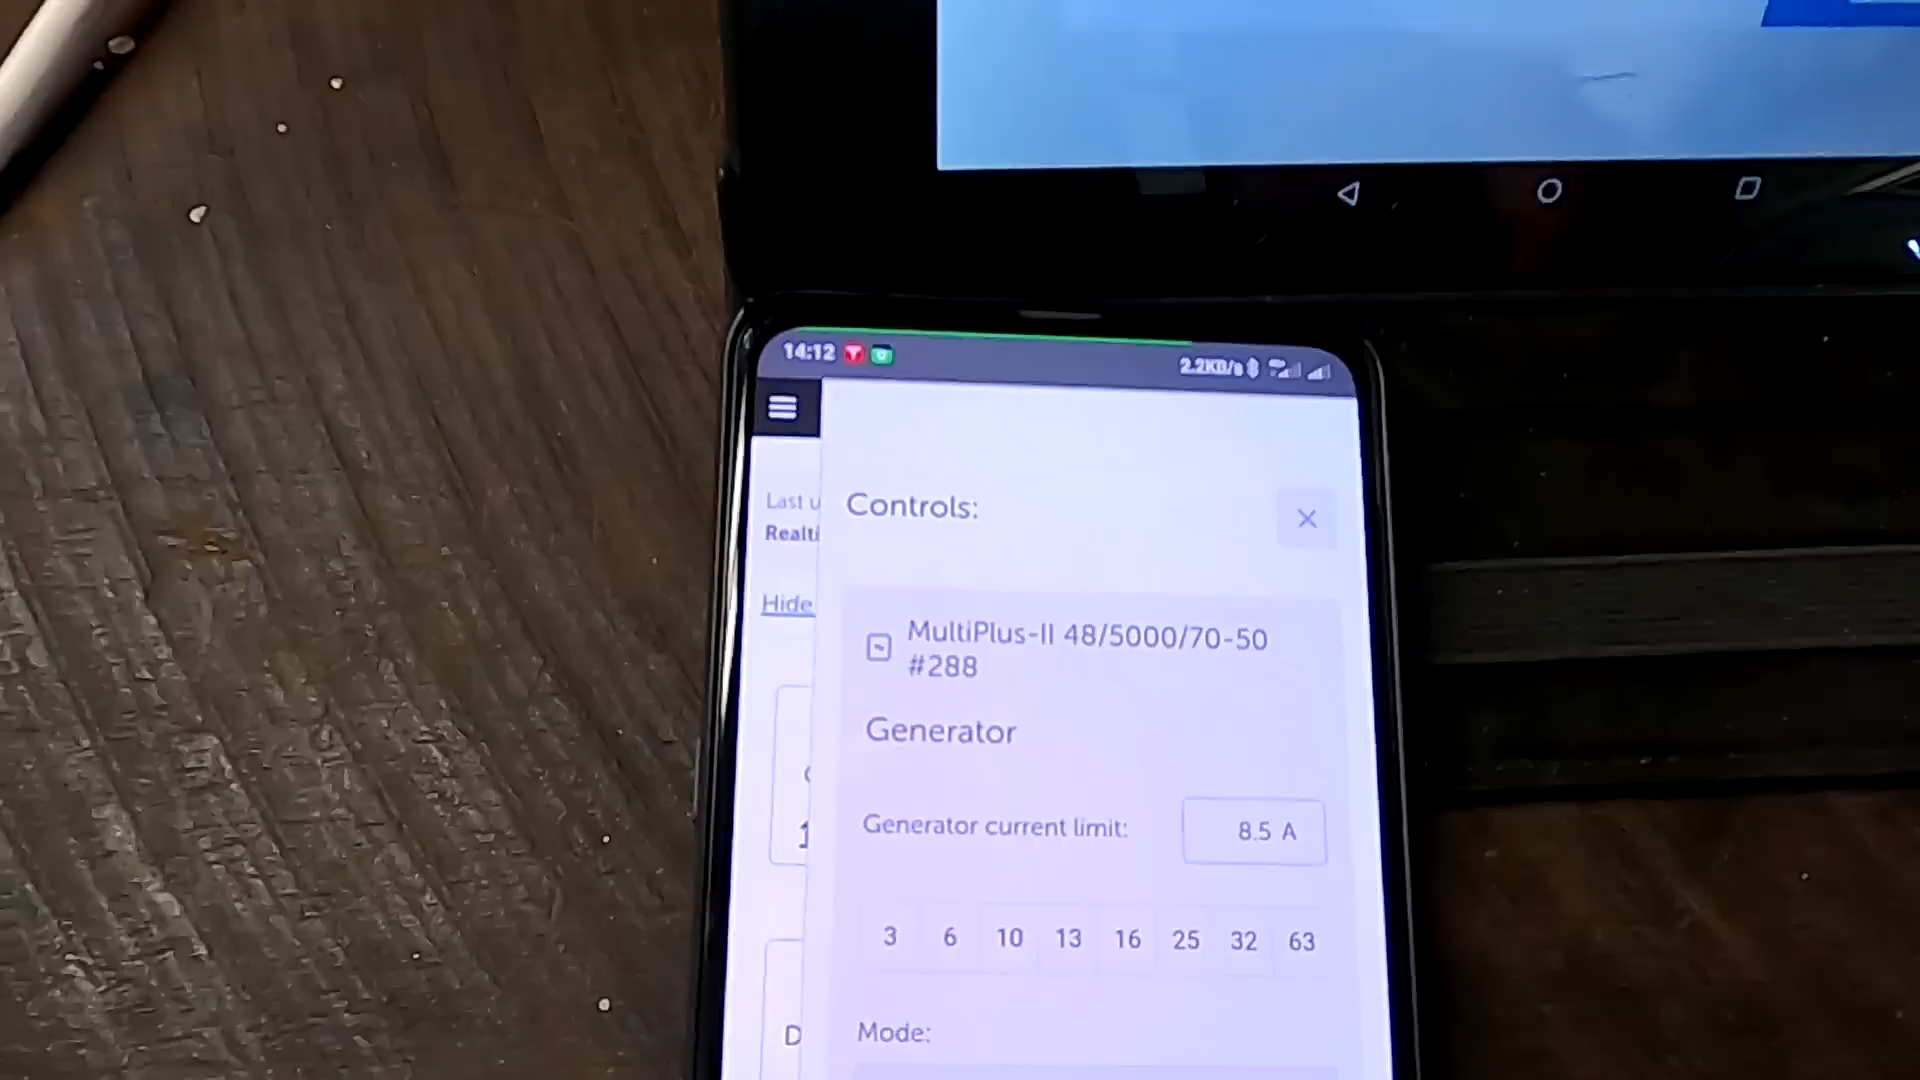 14:12 2.2KB/s
Last u
Realti
Hide
Controls:
MultiPlus-II 48/5000/70-50
#288
Generator
Generator current limit: 8.5 A
3 6 10 13 16 25 32 63
D
Mode: